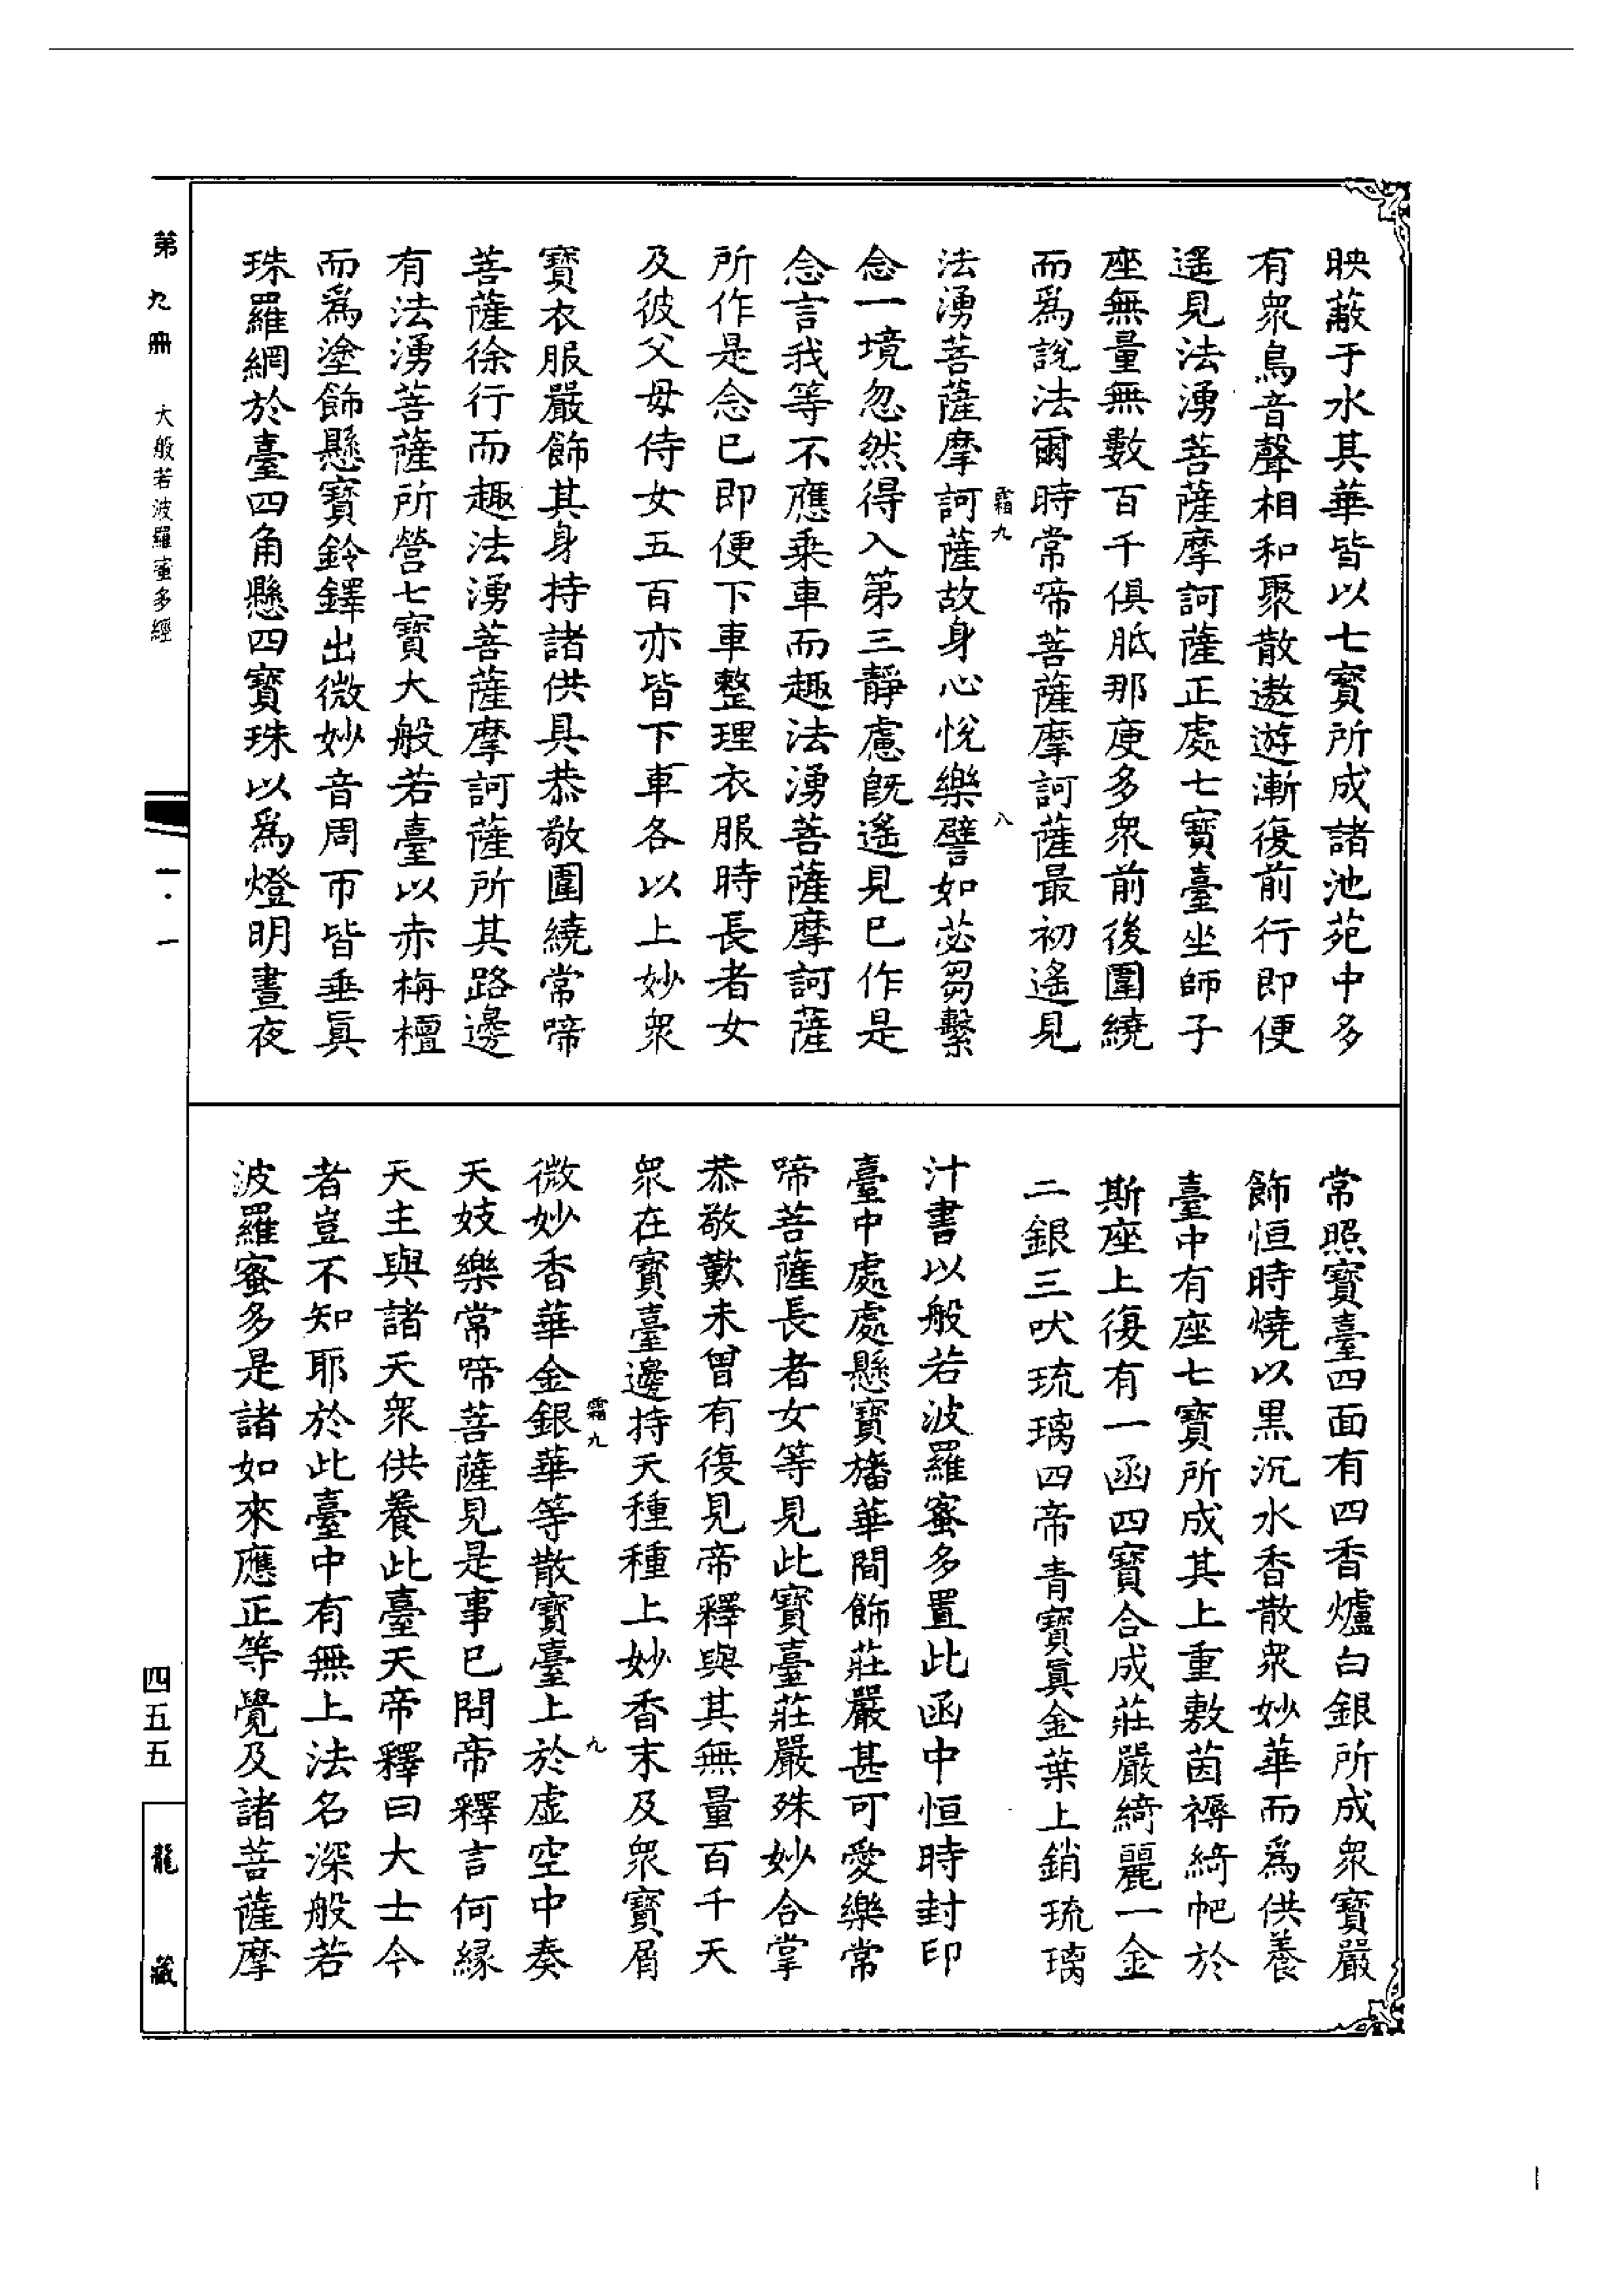 映蔽于水其華皆以七寶所成諸池苑中多
有衆鳥音聲相和聚散遨遊漸復前行即便
遥見法湧菩薩摩訶薩正處七寶臺坐師子
座無量無數百千俱胝那庾多衆前後圍繞
而爲說法爾時常啼菩薩摩訶薩最初遥見
霜九 八
法湧菩薩摩訶薩故身心悅樂譬如苾芻繫
念一境忽然得入第三靜慮旣遥見已作是
念言我等不應乗車而趣法湧菩薩摩訶薩
所作是念已即便下車整理衣服時長者女
及彼父母侍女五百亦皆下車各以上妙衆
寶衣服嚴飾其身持諸供具恭敬圍繞常啼
菩薩徐行而趣法湧菩薩摩訶薩所其路邊
有法湧菩薩所營七寶大般若臺以赤栴檀
而爲塗飾懸寶鈴鐸出微妙音周帀皆垂眞
珠羅網於臺四角懸四寶珠以爲燈明晝夜
常照寶臺四面有四香爐白銀所成衆寶嚴
飾恒時燒以黒沉水香散衆妙華而爲供養
臺中有座七寶所成其上重敷茵褥綺帊於
斯座上復有一函四寶合成莊嚴綺麗一金
二銀三吠琉璃四帝青寶眞金葉上銷琉璃
汁書以般若波羅蜜多置此函中恒時封印
臺中處處懸寶旛華間飾莊嚴甚可愛樂常
啼菩薩長者女等見此寶臺莊嚴殊妙合掌
恭敬歎未曾有復見帝釋與其無量百千天
衆在寶臺邊持天種種上妙香末及衆寶屑
霜九 九
微妙香華金銀華等散寶臺上於虚空中奏
天妓樂常啼菩薩見是事已問帝釋言何緣
天主與諸天衆供養此臺天帝釋曰大士今
者豈不知耶於此臺中有無上法名深般若
波羅蜜多是諸如來應正等覺及諸菩薩摩
第九冊 大般若波羅蜜多經 一·一 四五五 龍藏